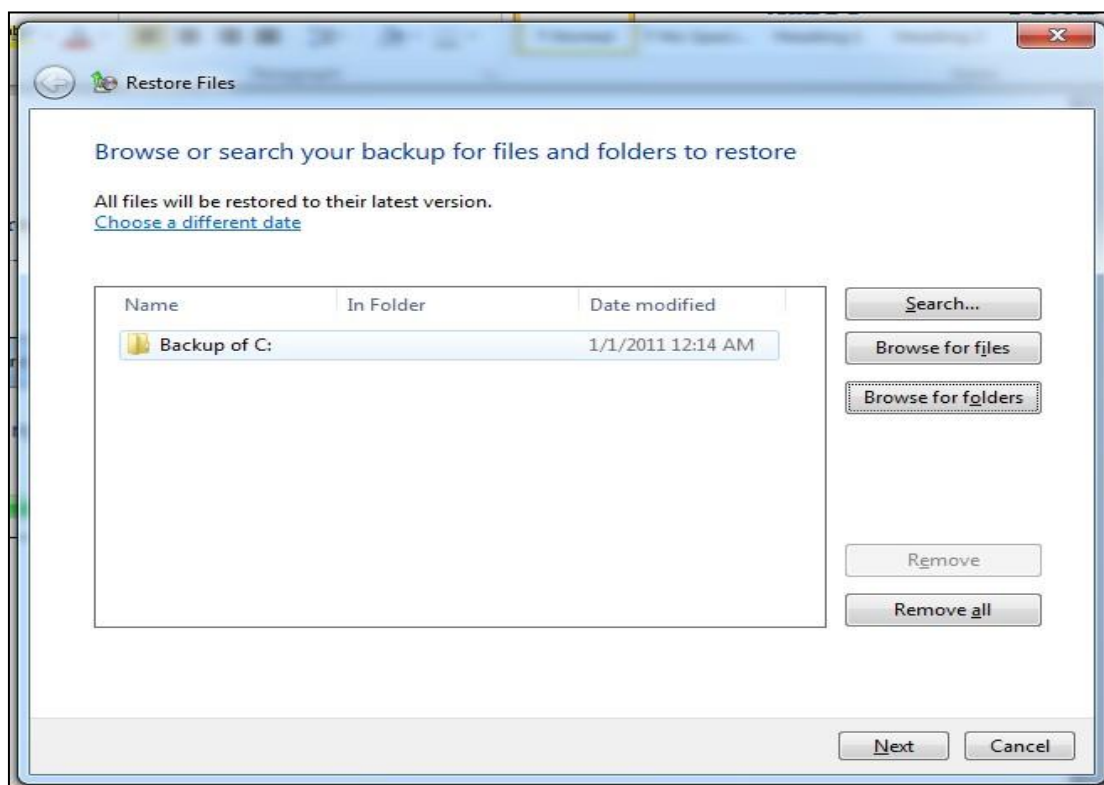 Restore Files
Browse or search your backup for files and folders to restore
All files will be restored to their latest version.
Choose a different date
Name In Folder Date modified
Backup of C: 1/1/2011 12:14 AM
Search...
Browse for files
Browse for folders
Remove
Remove all
Next Cancel